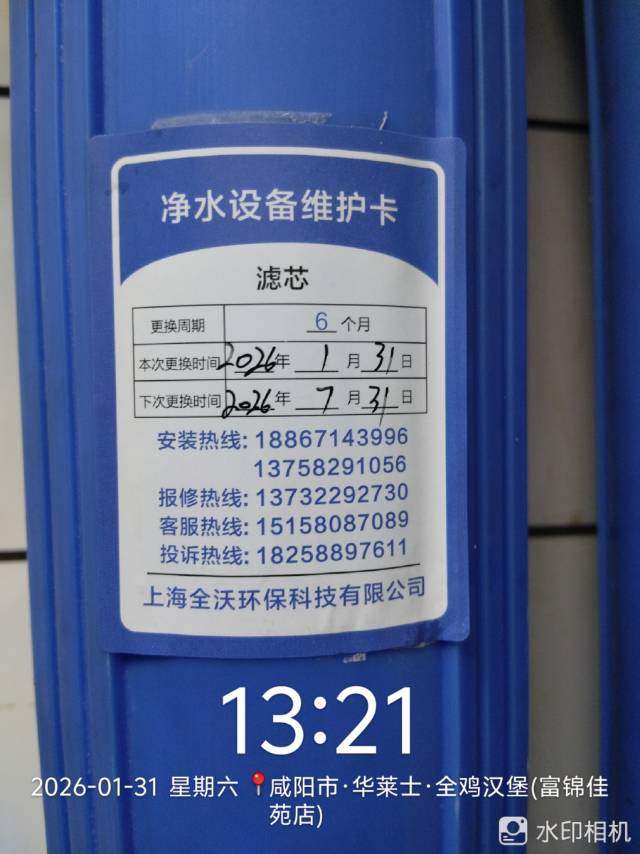 净水设备维护卡
滤芯
更换周期 6 个月
本次更换时间 2026年 1 月 31 日
下次更换时间 2026年 7 月 31 日
安装热线: 18867143996
13758291056
报修热线: 13732292730
客服热线: 15158087089
投诉热线: 18258897611
上海全沃环保科技有限公司
13:21
2026-01-31 星期六 📍咸阳市·华莱士·全鸡汉堡(富锦佳
苑店)
水印相机